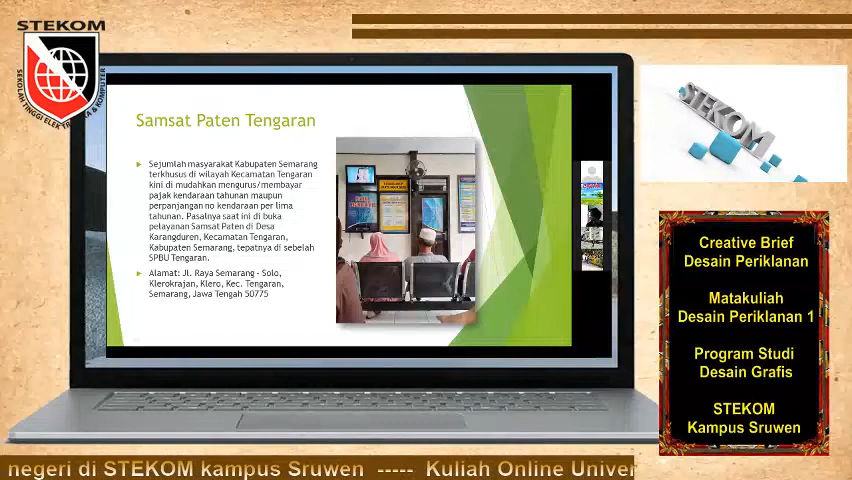 STEKOM
SEKOLAH TINGGI ELEKTRONIKA & KOMPUTER
Samsat Paten Tengaran
Sejumlah masyarakat Kabupaten Semarang
terkhusus di wilayah Kecamatan Tengaran
kini di mudahkan mengurus/membayar
pajak kendaraan tahunan maupun
perpanjangan no kendaraan per lima
tahunan. Pasalnya saat ini di buka
pelayanan Samsat Paten di Desa
Karangduren, Kecamatan Tengaran,
Kabupaten Semarang, tepatnya di sebelah
SPBU Tengaran.
Alamat: Jl. Raya Semarang - Solo,
Klerokrajan, Klero, Kec. Tengaran,
Semarang, Jawa Tengah 50775
STEKOM
Creative Brief
Desain Periklanan
Matakuliah
Desain Periklanan 1
Program Studi
Desain Grafis
STEKOM
Kampus Sruwen
negeri di STEKOM kampus Sruwen ----- Kuliah Online Univer